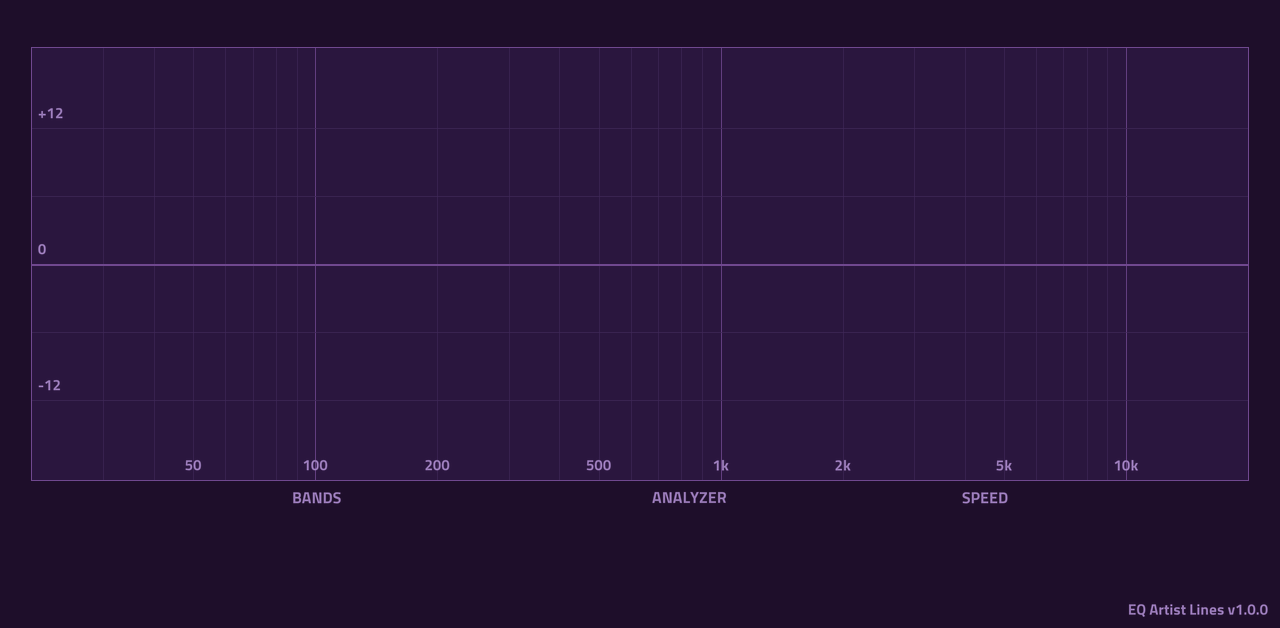 +12
0
-12
50 100 200 500 1k 2k 5k 10k
BANDS ANALYZER SPEED
EQ Artist Lines v1.0.0